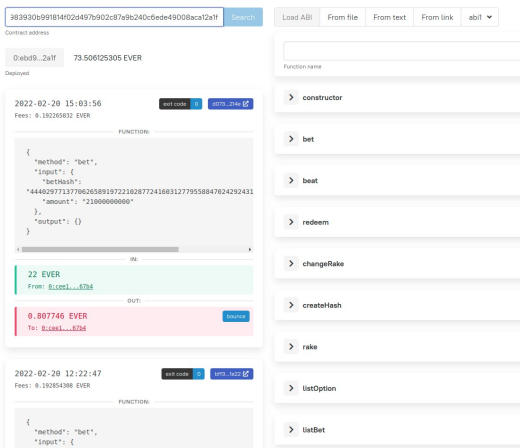 983930b991814f02d497b902c87a9b240c6ede49008aca12a1f
Search
Contract address
0:ebd9...2a1f
73.506125305 EVER
Deployed
2022-02-20 15:03:56
exit code 0
d073...214e
Fees: 0.192265032 EVER
FUNCTION:
{
"method": "bet",
"input": {
"betHash":
"44402977137706265891972210287724160312779558847024292431
"amount": "21000000000"
},
"output": {}
}
IN:
22 EVER
From: 0:cee1...67b4
OUT:
0.807746 EVER
bounce
To: 0:cee1...67b4
2022-02-20 12:22:47
exit code 0
bff3...1e22
Fees: 0.192854308 EVER
FUNCTION:
{
"method": "bet",
"input": {
Load ABI
From file
From text
From link
abi1
Function name
constructor
bet
beat
redeem
changeRake
createHash
rake
listOption
listBet